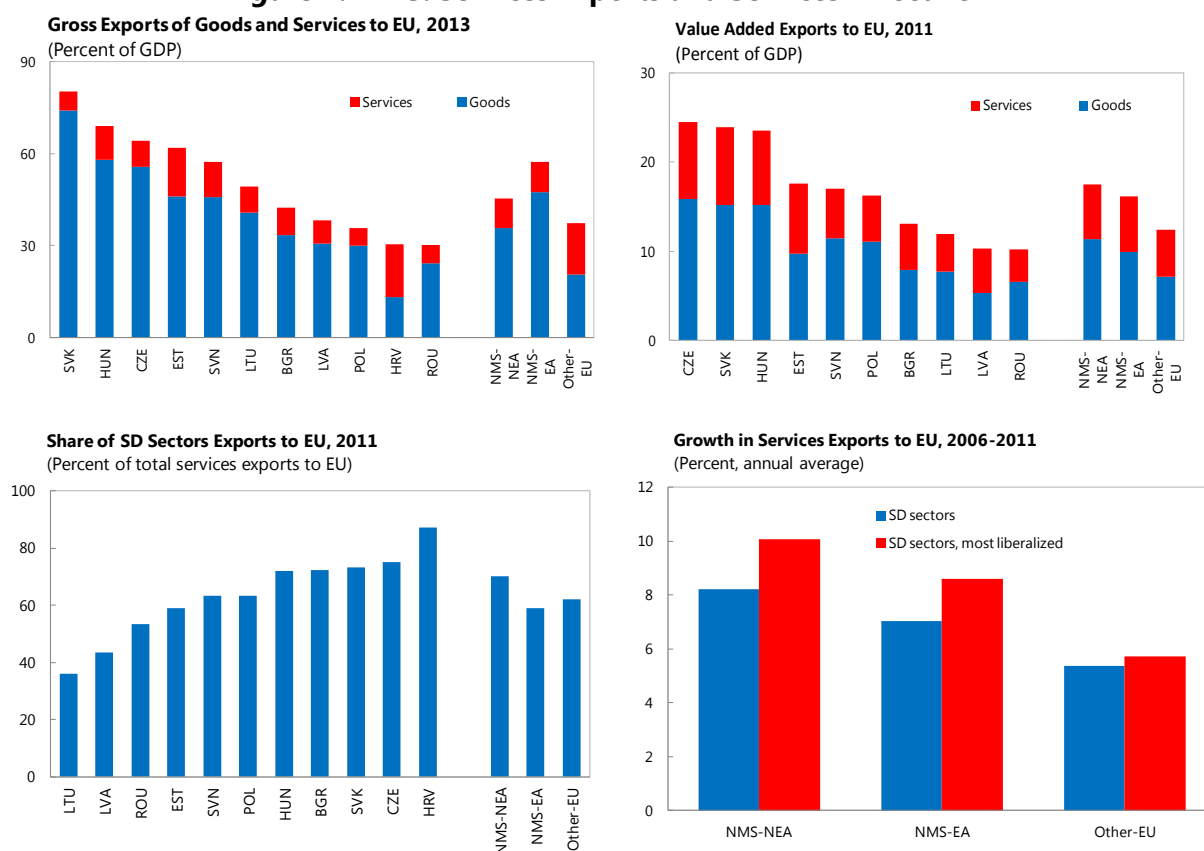 Gross Exports of Goods and Services to EU, 2013
(Percent of GDP)
90
60
30
0
Services
Goods
SVK
HUN
CZE
EST
SVN
LTU
BGR
LVA
POL
HRV
ROU
NMS-
NEA
NMS-
EA
Other-
EU
Value Added Exports to EU, 2011
(Percent of GDP)
30
20
10
0
Services
Goods
CZE
SVK
HUN
EST
SVN
POL
BGR
LTU
LVA
ROU
NMS-
NEA
NMS-
EA
Other-
EU
Share of SD Sectors Exports to EU, 2011
(Percent of total services exports to EU)
100
80
60
40
20
0
LTU
LVA
ROU
EST
SVN
POL
HUN
BGR
SVK
CZE
HRV
NMS-NEA
NMS-EA
Other-EU
Growth in Services Exports to EU, 2006-2011
(Percent, annual average)
12
10
8
6
4
2
0
SD sectors
SD sectors, most liberalized
NMS-NEA
NMS-EA
Other-EU